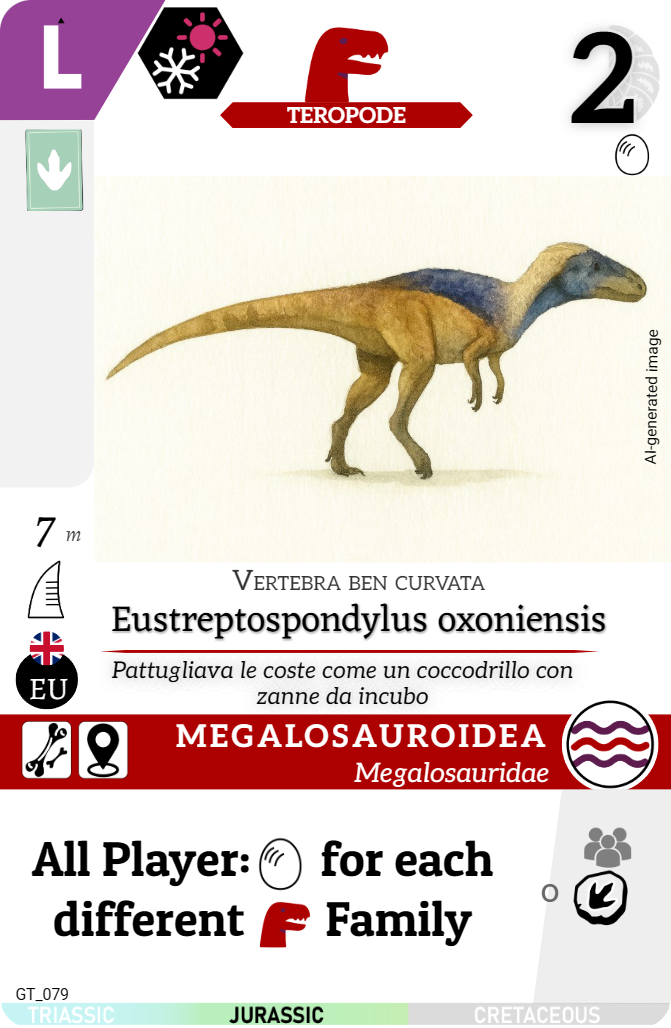 L
2
TEROPODE
AI-generated image
7 m
VERTEBRA BEN CURVATA
Eustreptospondylus oxoniensis
EU
Pattugliava le coste come un coccodrillo con
zanne da incubo
MEGALOSAUROIDEA
Megalosauridae
All Player: for each
different Family
O
GT_079
TRIASSIC JURASSIC CRETACEOUS